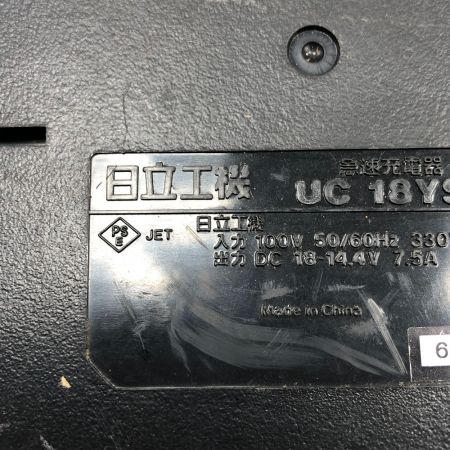 急速充電器
日立工機 UC 18YS
PS
E JET
日立工機
入力 100V 50/60Hz 330
出力 DC 18-14.4V 7.5A
Made in China
6